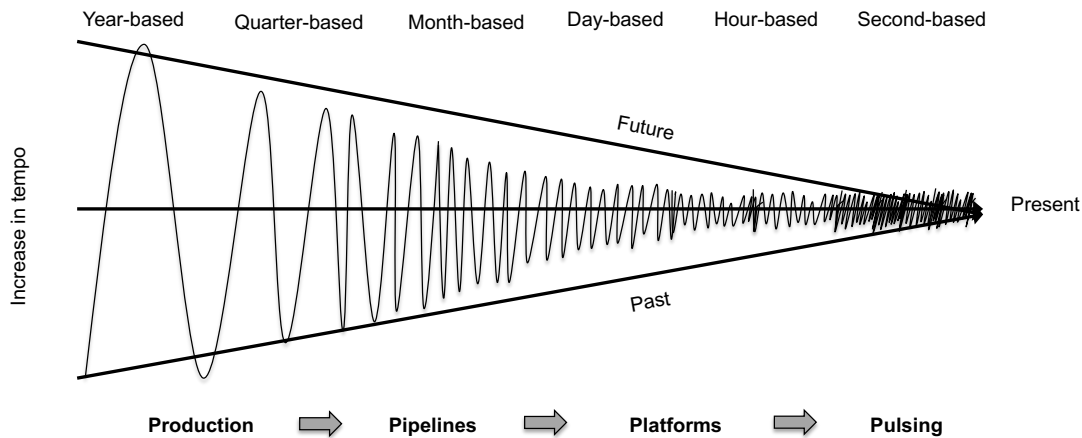 Year-based
Quarter-based
Month-based
Day-based
Hour-based
Second-based
Future
Increase in tempo
Present
Past
Production
Pipelines
Platforms
Pulsing